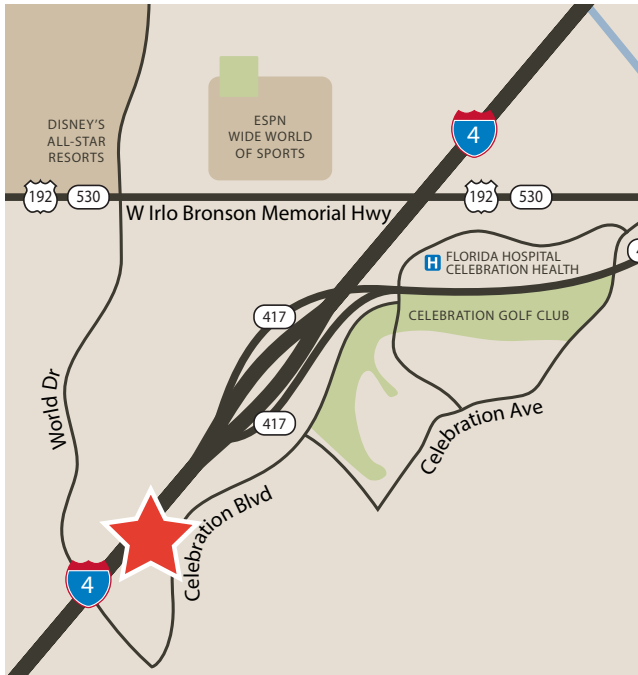 4
DISNEY'S
ALL-STAR
RESORTS
ESPN
WIDE WORLD
OF SPORTS
192
530
192
530
W Irlo Bronson Memorial Hwy
H
FLORIDA HOSPITAL
CELEBRATION HEALTH
417
CELEBRATION GOLF CLUB
417
World Dr
Celebration Ave
Celebration Blvd
4